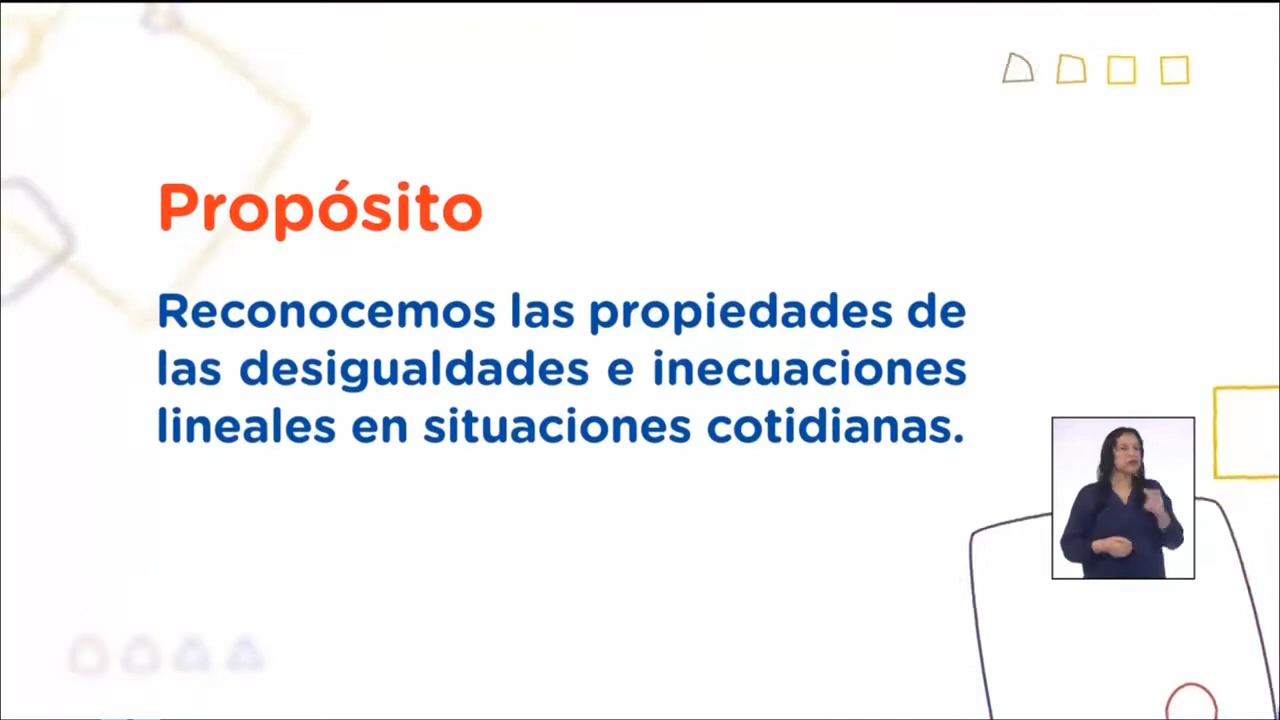 Propósito
Reconocemos las propiedades de
las desigualdades e inecuaciones
lineales en situaciones cotidianas.